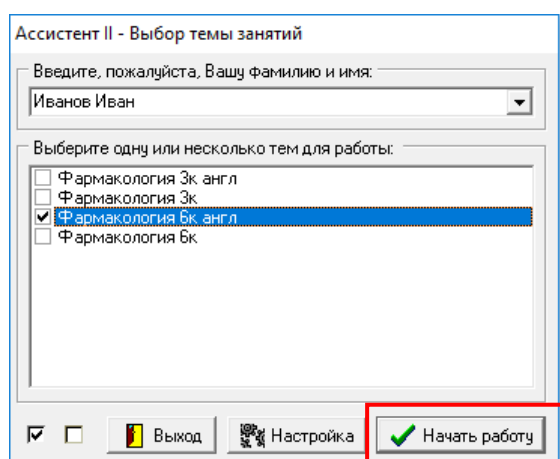 Ассистент II - Выбор темы занятий
Введите, пожалуйста, Вашу фамилию и имя:
Иванов Иван
Выберите одну или несколько тем для работы:
Фармакология 3к англ
Фармакология 3к
Фармакология 6к англ
Фармакология 6к
Выход Настройка Начать работу